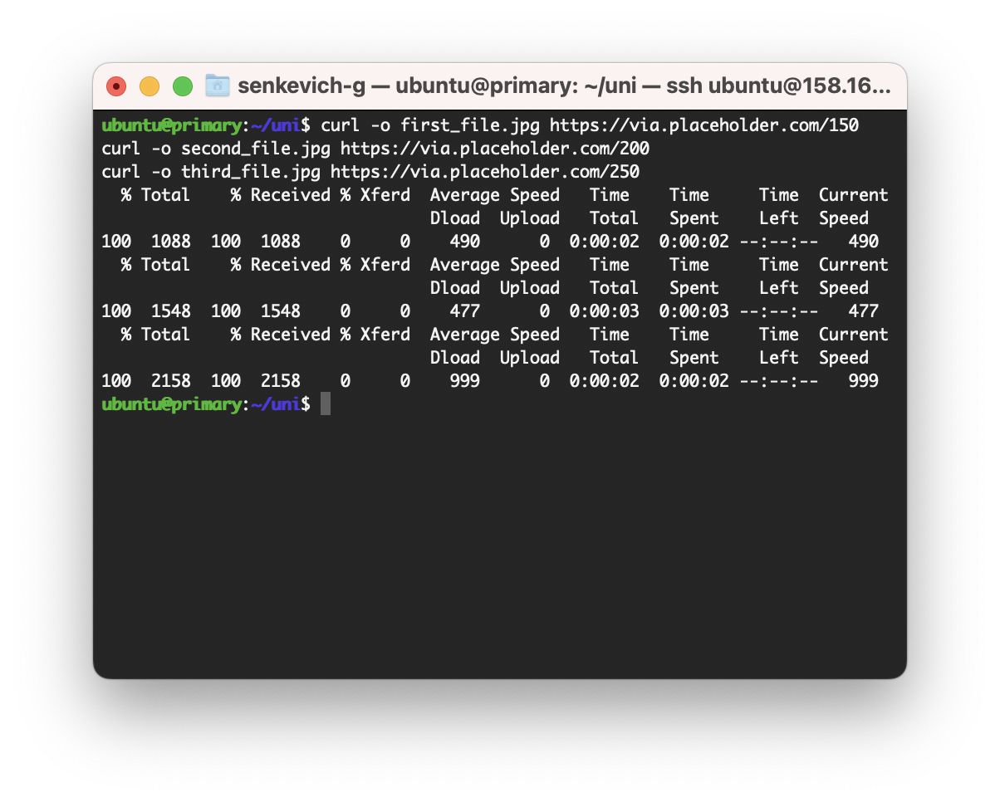 senkevich-g — ubuntu@primary: ~/uni — ssh ubuntu@158.16...
ubuntu@primary:~/uni$ curl -o first_file.jpg https://via.placeholder.com/150
curl -o second_file.jpg https://via.placeholder.com/200
curl -o third_file.jpg https://via.placeholder.com/250
  % Total    % Received % Xferd  Average Speed   Time    Time     Time  Current
                                 Dload  Upload   Total   Spent    Left  Speed
100  1088  100  1088    0     0    490      0  0:00:02  0:00:02 --:--:--   490
  % Total    % Received % Xferd  Average Speed   Time    Time     Time  Current
                                 Dload  Upload   Total   Spent    Left  Speed
100  1548  100  1548    0     0    477      0  0:00:03  0:00:03 --:--:--   477
  % Total    % Received % Xferd  Average Speed   Time    Time     Time  Current
                                 Dload  Upload   Total   Spent    Left  Speed
100  2158  100  2158    0     0    999      0  0:00:02  0:00:02 --:--:--   999
ubuntu@primary:~/uni$